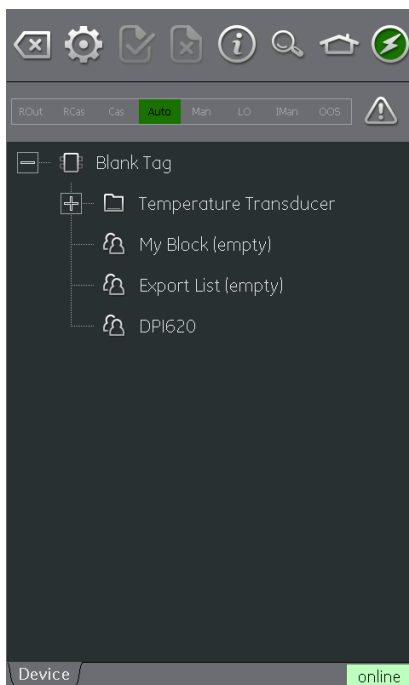 ROut RCas Cas Auto Man LO IMan OOS
Blank Tag
Temperature Transducer
My Block (empty)
Export List (empty)
DPI620
Device online